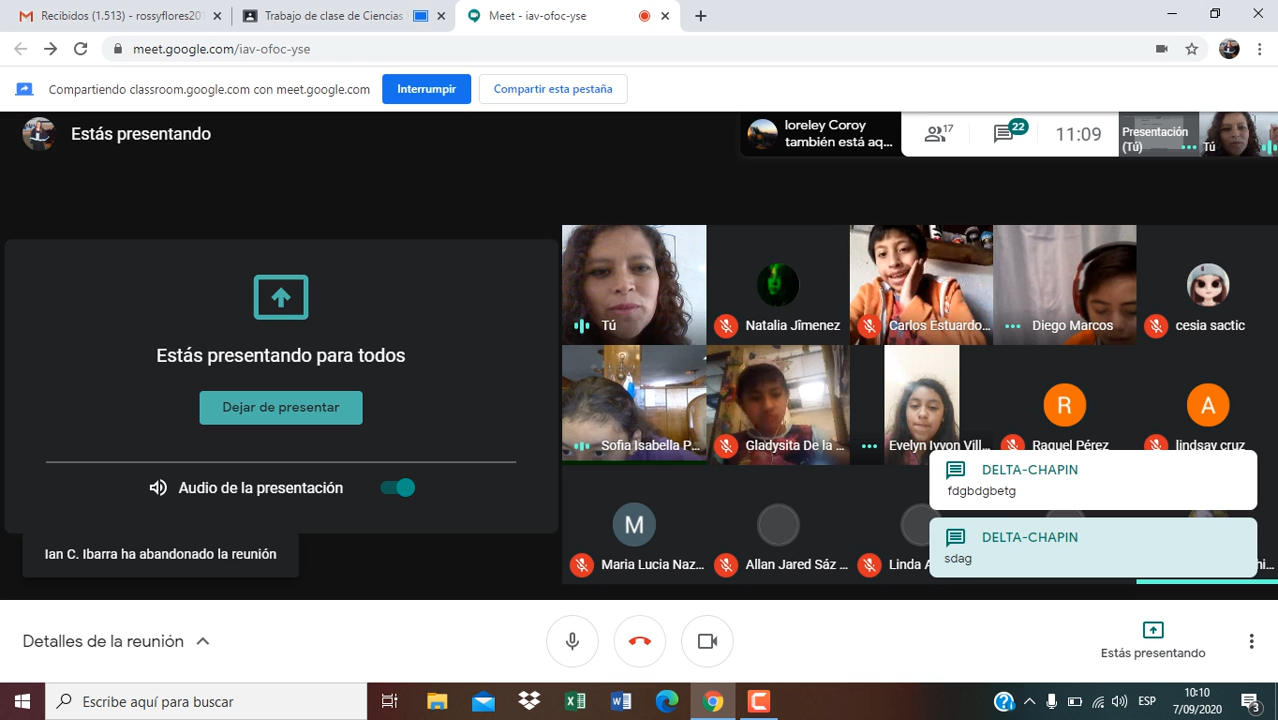 Recibidos (1.513) - rossyflores201
Trabajo de clase de Ciencias
Meet - iav-ofoc-yse
meet.google.com/iav-ofoc-yse
Compartiendo classroom.google.com con meet.google.com
Interrumpir
Compartir esta pestaña
Estás presentando
loreley Coroy
también está aq...
17
22
11:09
Presentación
(Tú)
Tú
Estás presentando para todos
Dejar de presentar
Audio de la presentación
Ian C. Ibarra ha abandonado la reunión
Tú
Natalia Jîmenez
Carlos Estuardo...
Diego Marcos
cesia sactic
Sofia Isabella P...
Gladysita De la ...
Evelyn Ivyon Vill...
R
Raquel Pérez
A
lindsay cruz
M
Maria Lucia Naz...
Allan Jared Sáz ...
Linda
DELTA-CHAPIN
fdgbdgbetg
DELTA-CHAPIN
sdag
Detalles de la reunión
Estás presentando
Escribe aquí para buscar
ESP
10:10
7/09/2020
3